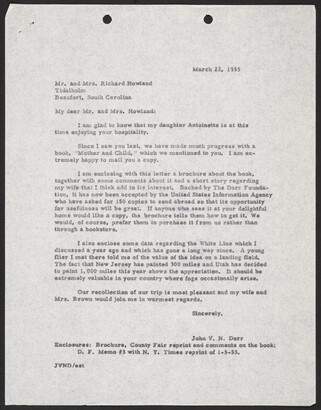 March 22, 1955
Mr. and Mrs. Richard Howland
Tidalholm
Beaufort, South Carolina
My dear Mr. and Mrs. Howland:
I am glad to know that my daughter Antoinette is at this
time enjoying your hospitality.
Since I saw you last, we have made much progress with a
book, "Mother and Child," which we mentioned to you. I am ex-
tremely happy to mail you a copy.
I am enclosing with this letter a brochure about the book,
together with some comments about it and a short story regarding
my wife that I think add to its interest. Backed by The Dorr Founda-
tion, it has now been accepted by the United States Information Agency
who have asked for 150 copies to send abroad so that its opportunity
for usefulness will be great. If anyone who sees it at your delightful
home would like a copy, the brochure tells them how to get it. We
would, of course, prefer them to purchase it from us rather than
through a bookstore.
I also enclose some data regarding the White Line which I
discussed a year ago and which has gone a long way since. A young
flier I met there told me of the value of the idea on a landing field.
The fact that New Jersey has painted 300 miles and Utah has decided
to paint 1,000 miles this year shows the appreciation. It should be
extremely valuable in your country where fogs occasionally arise.
Our recollection of our trip is most pleasant and my wife and
Mrs. Brown would join me in warmest regards.
Sincerely,
John V. N. Dorr
Enclosures: Brochure, County Fair reprint and comments on the book;
D. F. Memo #3 with N. Y. Times reprint of 1-5-55.
JVND/eet